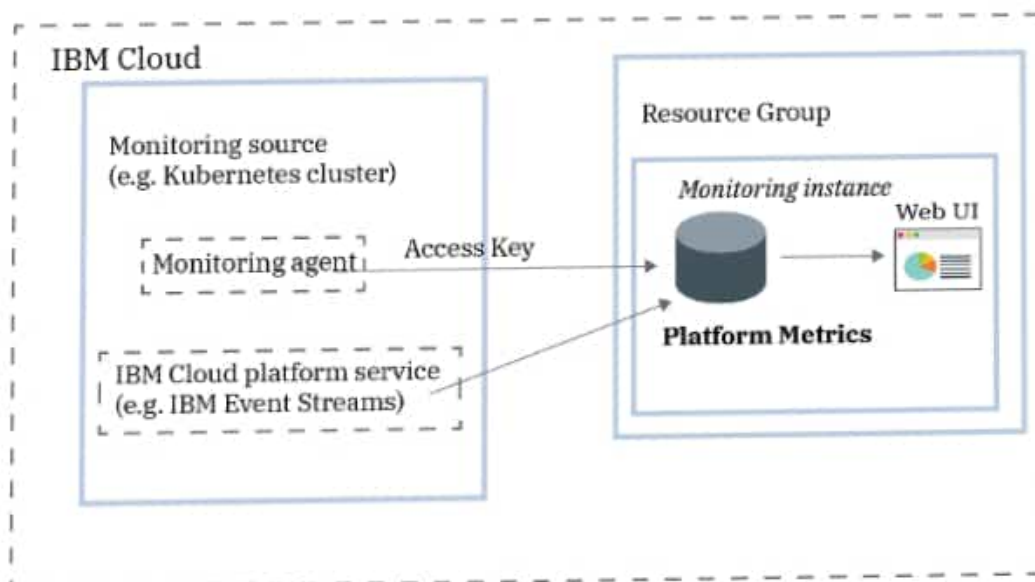 IBM Cloud
Monitoring source
(e.g. Kubernetes cluster)
Monitoring agent
Access Key
IBM Cloud platform service
(e.g. IBM Event Streams)
Resource Group
Monitoring instance
Web UI
Platform Metrics